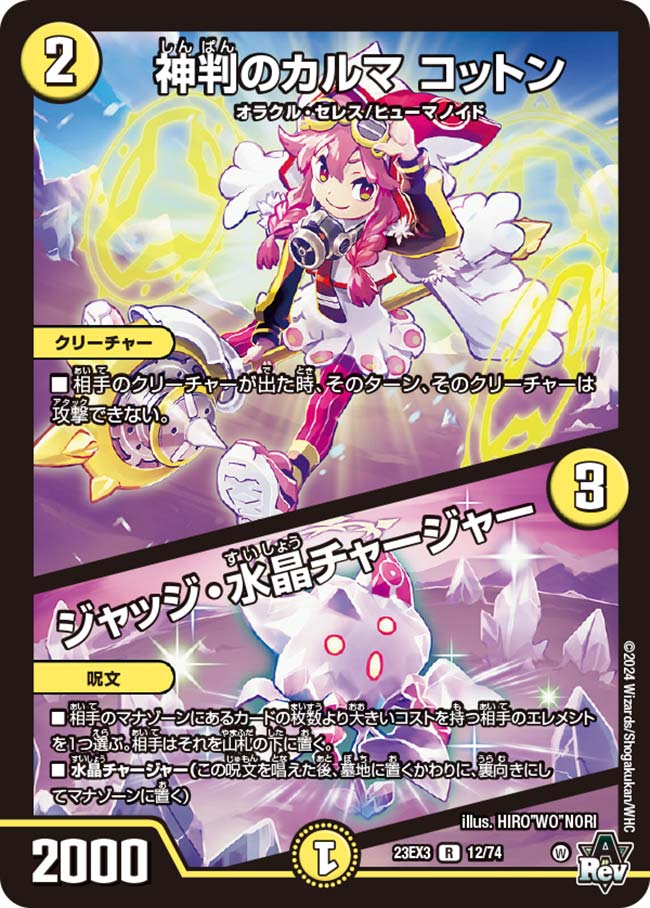 2
しんぱん
神判のカルマ コットン
オラクル・セレス/ヒューマノイド
クリーチャー
■相手のクリーチャーが出た時、そのターン、そのクリーチャーは
攻撃できない。
3
ジャッジ・水晶チャージャー
呪文
■相手のマナゾーンにあるカードの枚数より大きいコストを持つ相手のエレメント
を1つ選ぶ。相手はそれを山札の下に置く。
■水晶チャージャー(この呪文を唱えた後、墓地に置くかわりに、裏向きにし
てマナゾーンに置く)
illus. HIRO"WO"NORI
2000
1
23EX3 R 12/74
W
A Rev
©2024 Wizards/Shogakukan/WHC